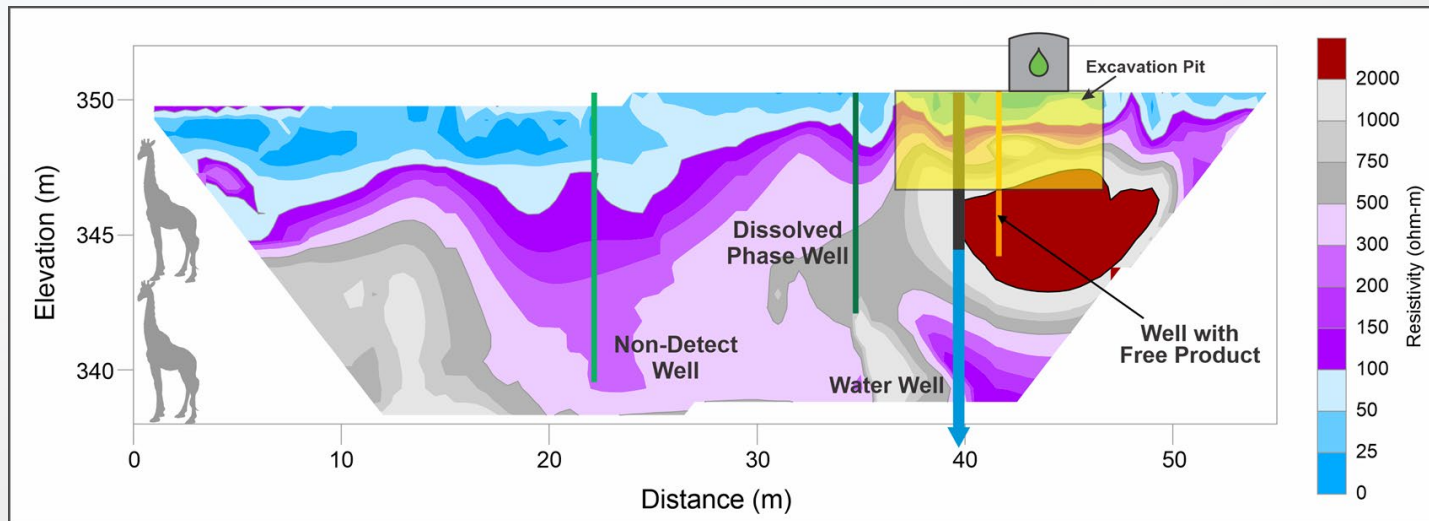 Excavation Pit
350
345
340
Elevation (m)
Dissolved
Phase Well
Non-Detect
Well
Water Well
Well with
Free Product
0
10
20
30
40
50
Distance (m)
2000
1000
750
500
300
200
150
100
50
25
0
Resistivity (ohm-m)